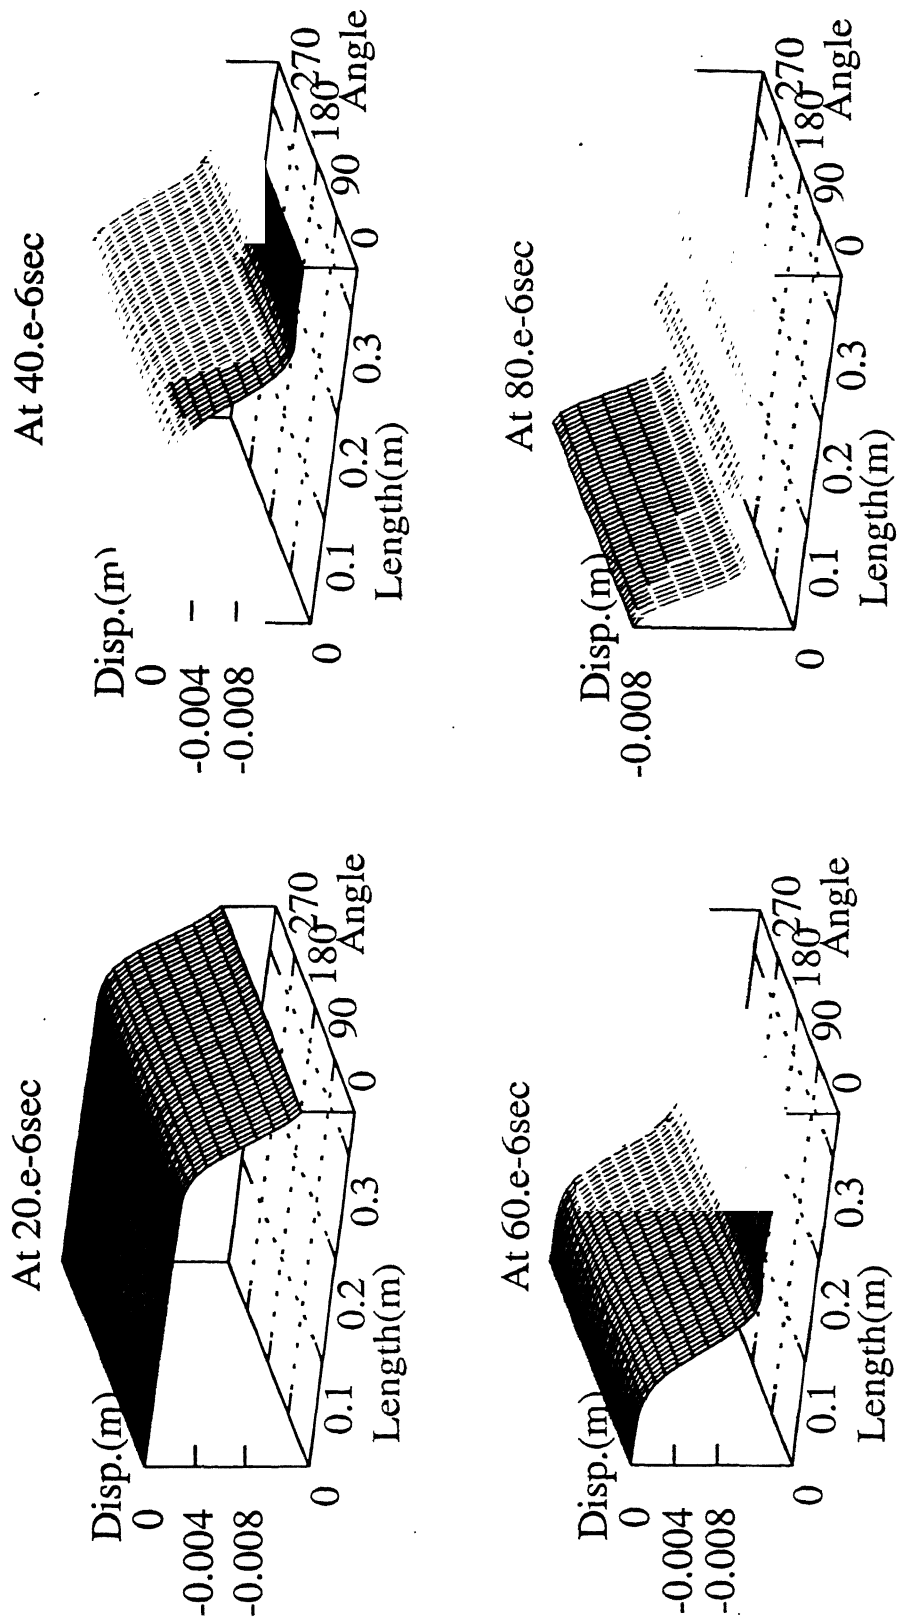 At 20.e-6sec
Disp.(m)
0
-0.004
-0.008
0
0.1
0.2
0.3
Length(m)
0
90
180
270
Angle
At 40.e-6sec
Disp.(m)
0
-0.004
-0.008
0
0.1
0.2
0.3
Length(m)
0
90
180
270
Angle
At 60.e-6sec
Disp.(m)
0
-0.004
-0.008
0
0.1
0.2
0.3
Length(m)
0
90
180
270
Angle
At 80.e-6sec
Disp.(m)
-0.008
0
0.1
0.2
0.3
Length(m)
0
90
180
270
Angle